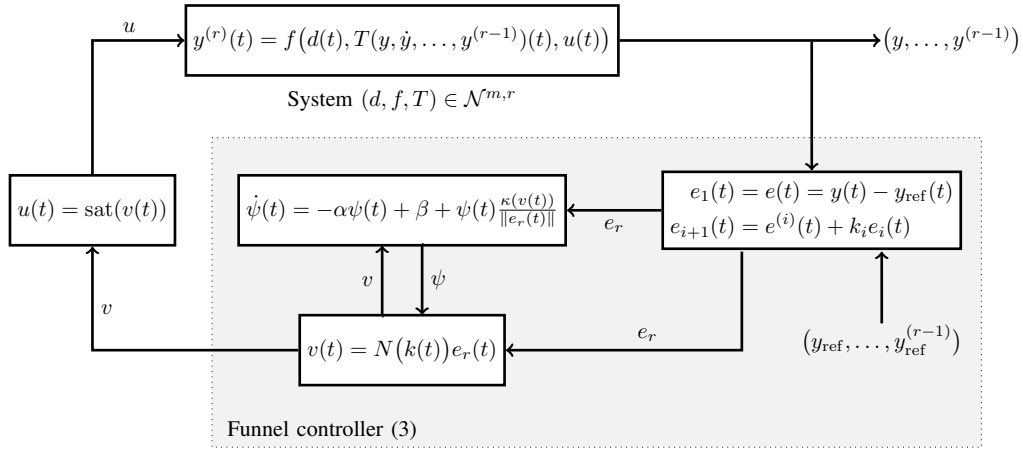 u
y^{(r)}(t) = f(d(t), T(y, ẏ, …, y^{(r−1)})(t), u(t))
(y, …, y^{(r−1)})
System (d, f, T) ∈ 𝒩^{m,r}
u(t) = sat(v(t))
ψ̇(t) = −αψ(t) + β + ψ(t) κ(v(t))/‖e_r(t)‖
e_r
e_1(t) = e(t) = y(t) − y_ref(t)
e_{i+1}(t) = e^{(i)}(t) + k_i e_i(t)
v
ψ
v
v(t) = N(k(t))e_r(t)
e_r
(y_ref, …, y_ref^{(r−1)})
Funnel controller (3)